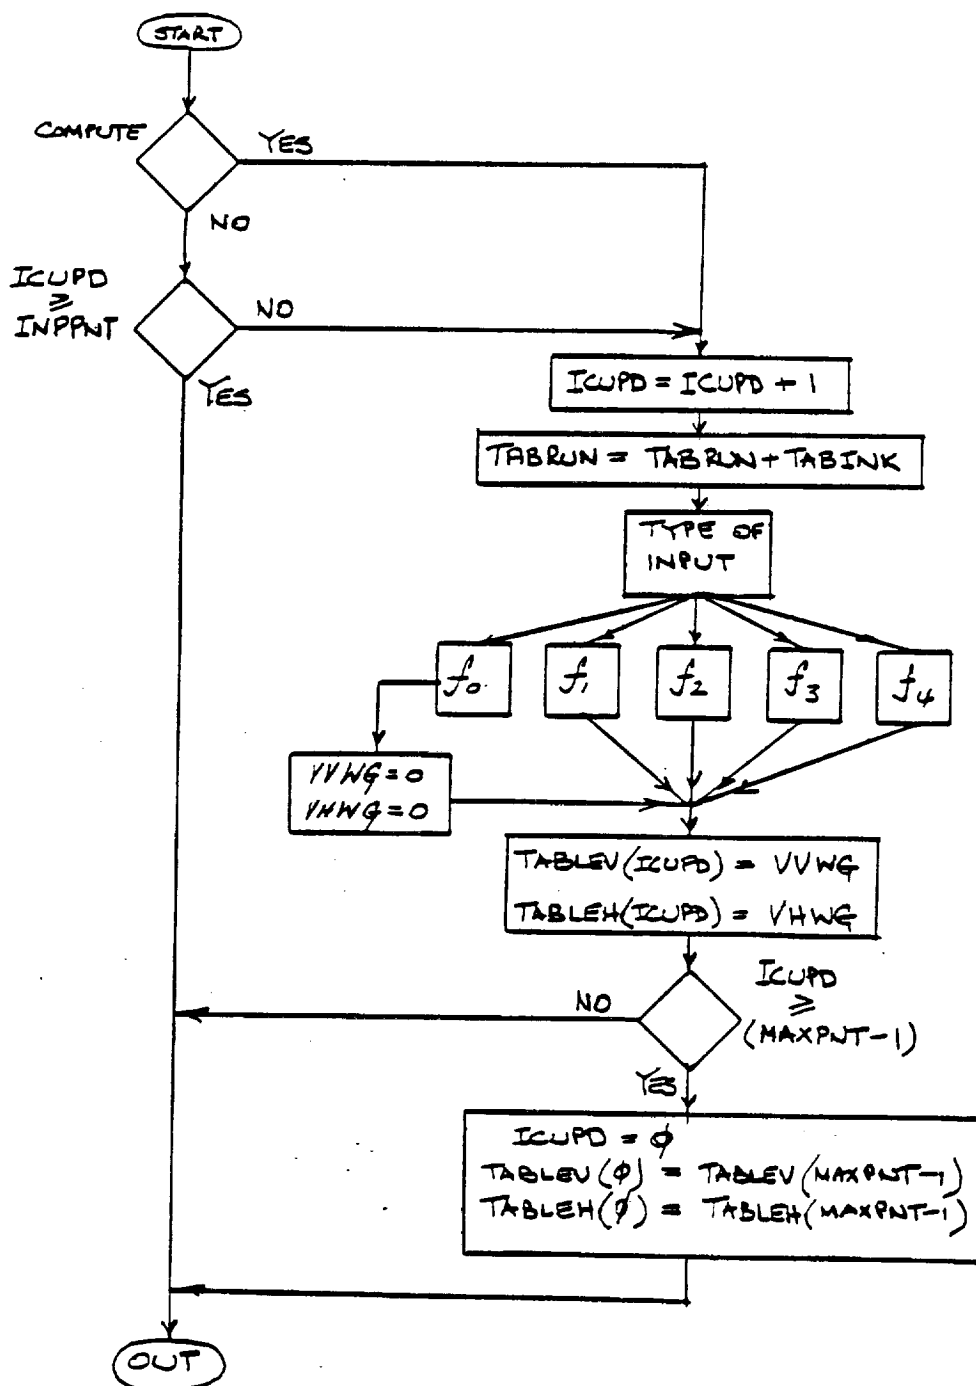 START
COMPUTE
YES
NO
ICUPD
≥
INPPNT
NO
YES
ICUPD = ICUPD + 1
TABRUN = TABRUN + TABINK
TYPE OF
INPUT
f₀
f₁
f₂
f₃
f₄
VVWG = 0
VHWG = 0
TABLEV(ICUPD) = VVWG
TABLEH(ICUPD) = VHWG
ICUPD
≥
(MAXPNT-1)
NO
YES
ICUPD = ∅
TABLEV(∅) = TABLEV(MAXPNT-1)
TABLEH(∅) = TABLEH(MAXPNT-1)
OUT